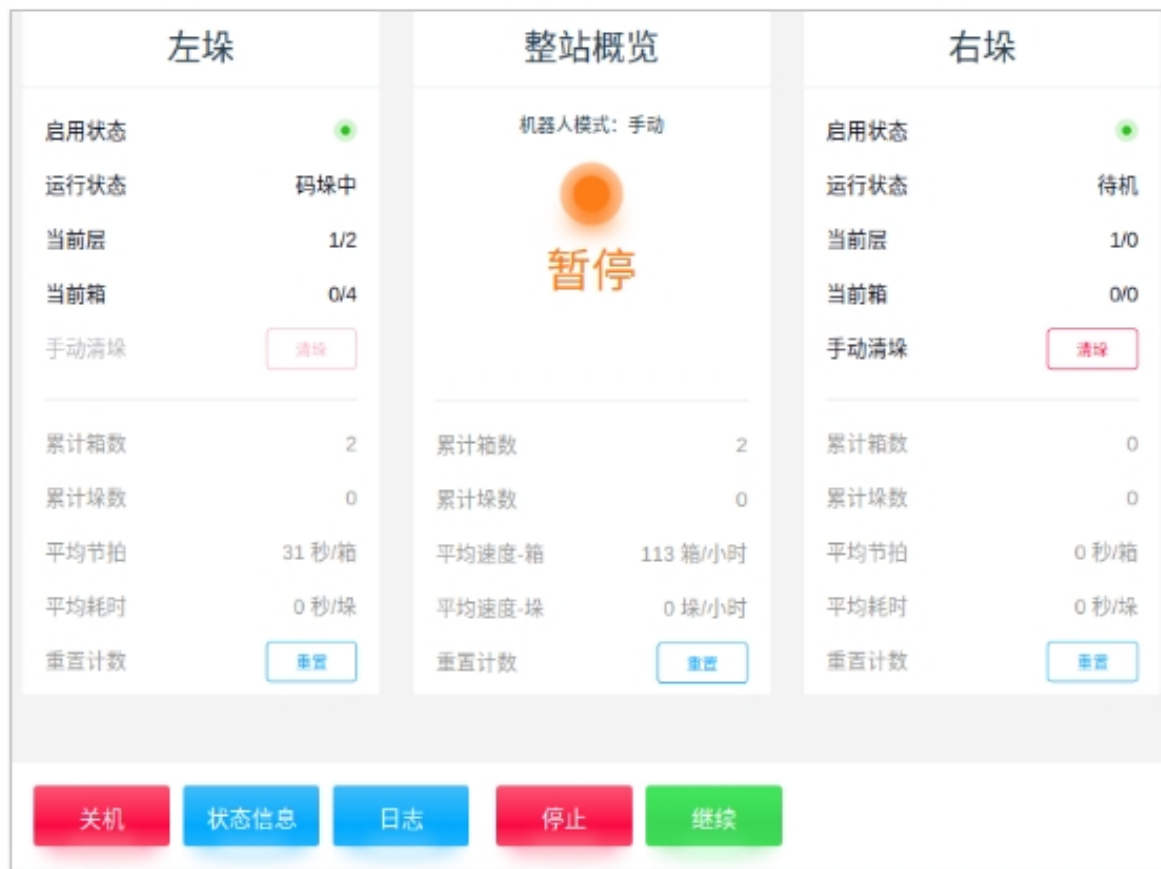 左垛
启用状态
运行状态 码垛中
当前层 1/2
当前箱 0/4
手动清垛 清垛
累计箱数 2
累计垛数 0
平均节拍 31 秒/箱
平均耗时 0 秒/垛
重置计数 重置
整站概览
机器人模式：手动
暂停
累计箱数 2
累计垛数 0
平均速度-箱 113 箱/小时
平均速度-垛 0 垛/小时
重置计数 重置
右垛
启用状态
运行状态 待机
当前层 1/0
当前箱 0/0
手动清垛 清垛
累计箱数 0
累计垛数 0
平均节拍 0 秒/箱
平均耗时 0 秒/垛
重置计数 重置
关机 状态信息 日志 停止 继续